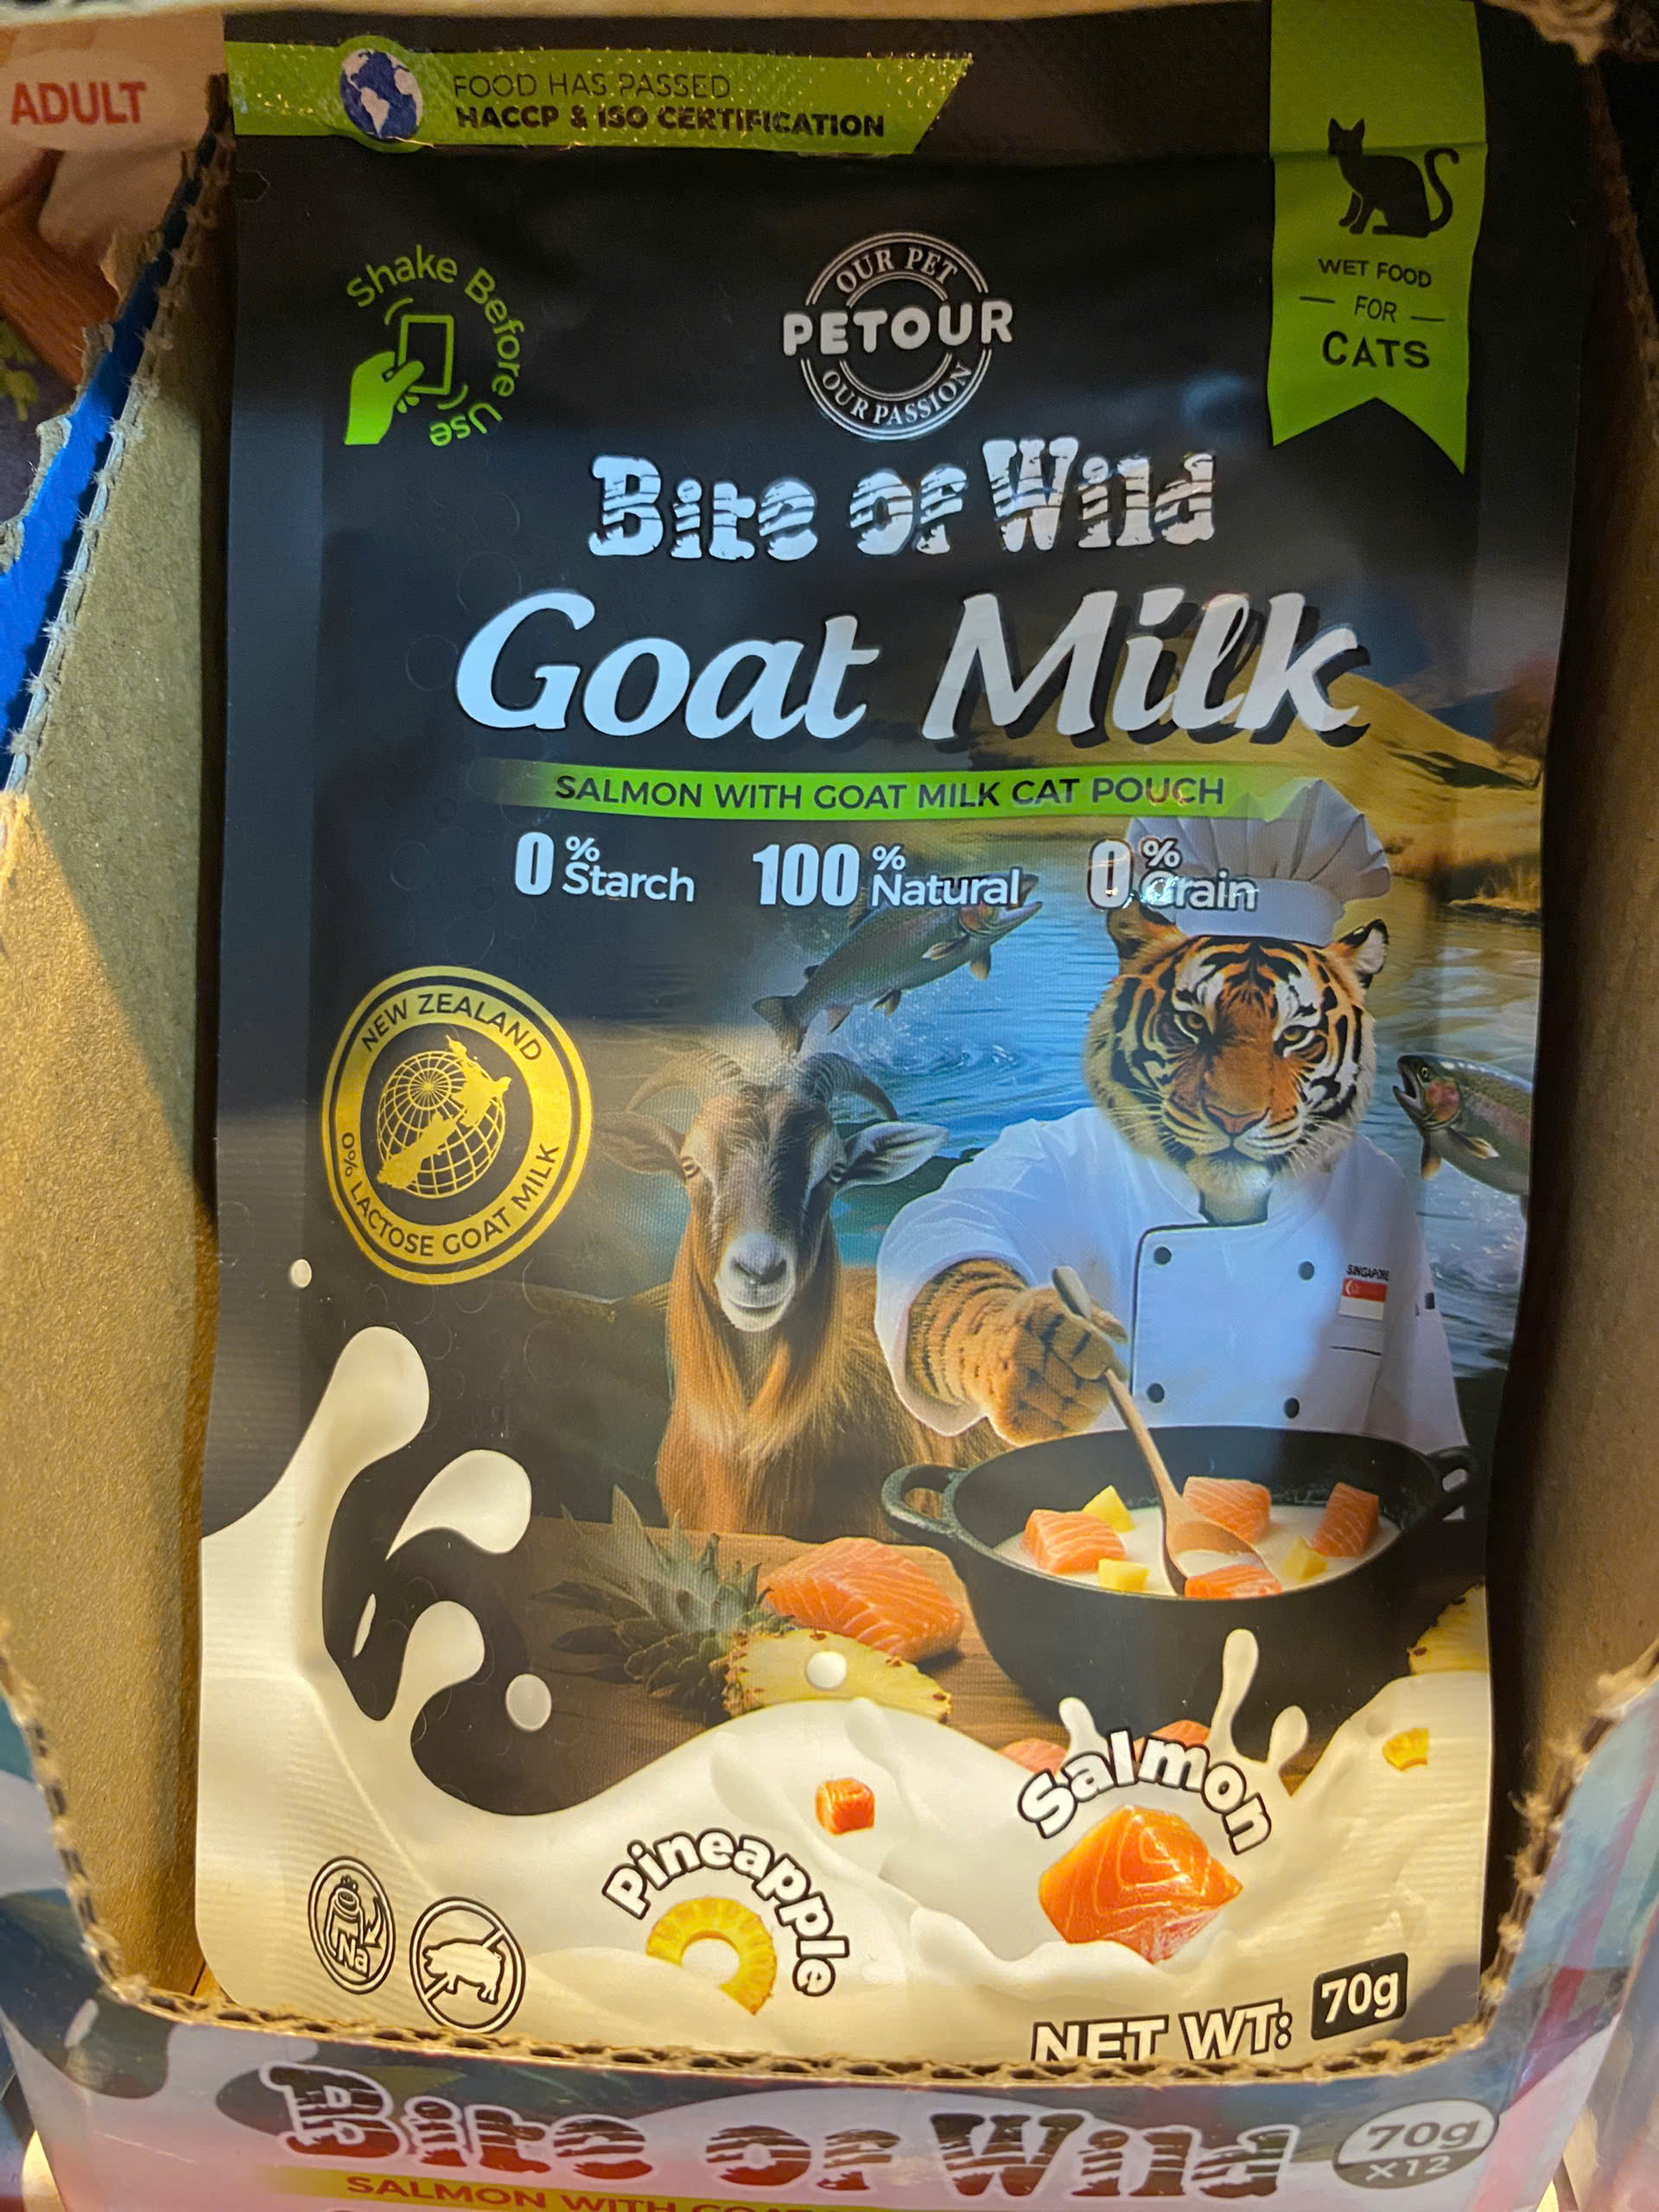 ADULT
FOOD HAS PASSED
HACCP & ISO CERTIFICATION
WET FOOD
FOR
CATS
Shake Before Use
OUR PET
PETOUR
OUR PASSION
Bite of Wild
Goat Milk
SALMON WITH GOAT MILK CAT POUCH
0% Starch
100% Natural
0% Grain
NEW ZEALAND
0% LACTOSE GOAT MILK
SINGAPORE
Salmon
Pineapple
Na
NET WT: 70g
Bite of Wild
70g
X12
SALMON WITH GOAT